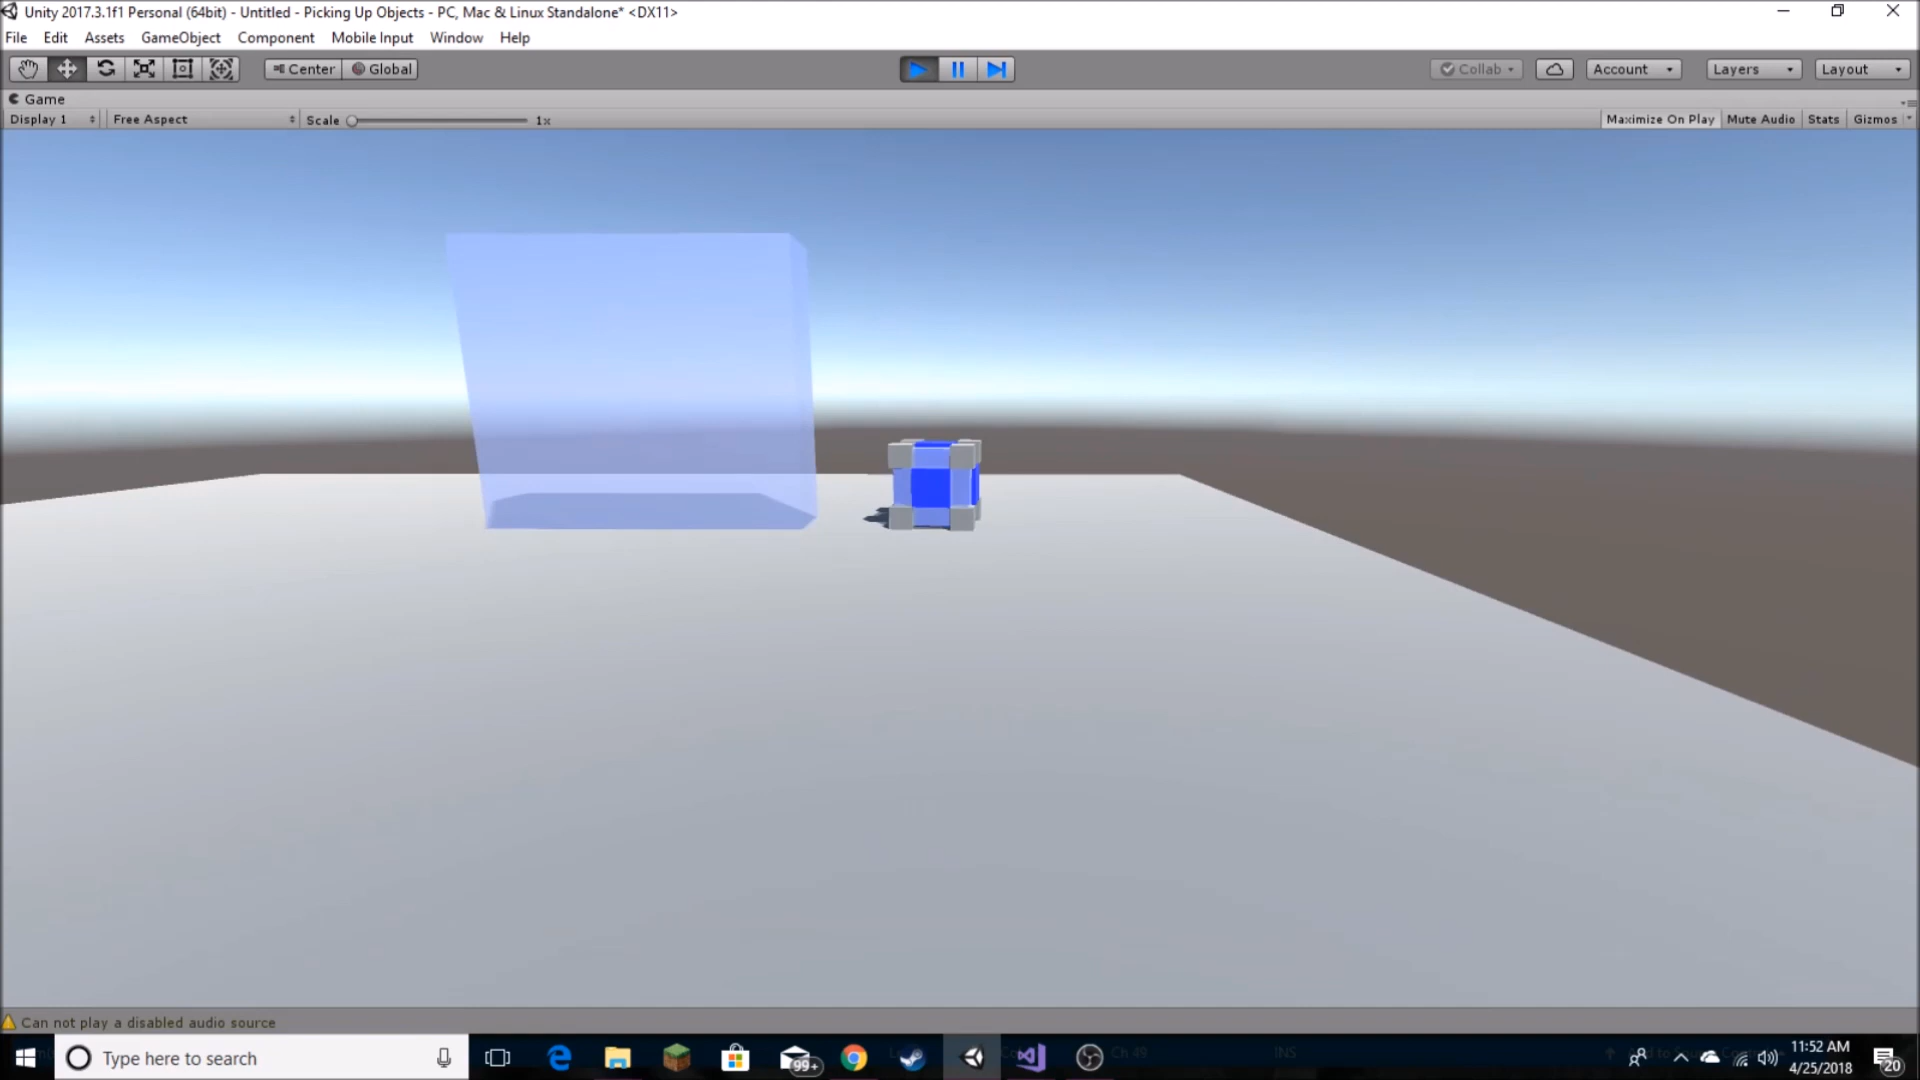 Unity 2017.3.1f1 Personal (64bit) - Untitled - Picking Up Objects - PC, Mac & Linux Standalone* <DX11>
File Edit Assets GameObject Component Mobile Input Window Help
Center Global Collab Account Layers Layout
Game
Display 1 Free Aspect Scale 1x Maximize On Play Mute Audio Stats Gizmos
Can not play a disabled audio source
Type here to search 99+ Ch 49 INS 11:52 AM
4/25/2018 20